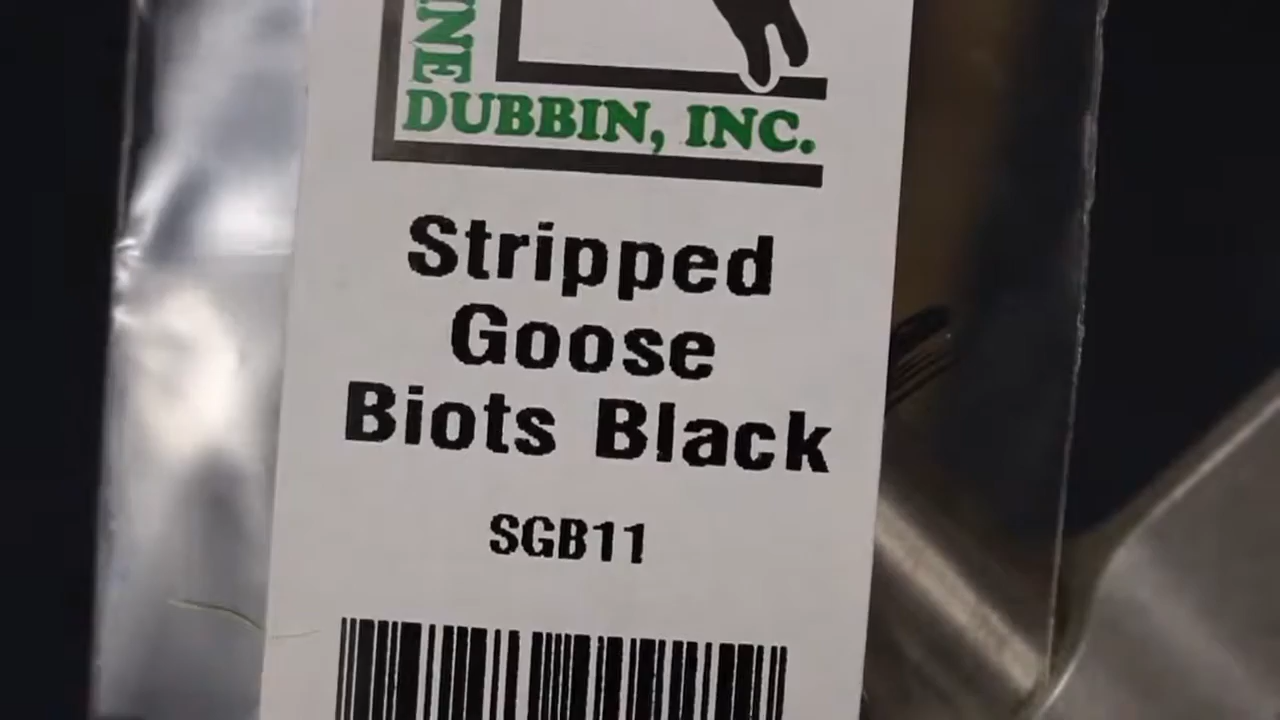 NE
DUBBIN, INC.
Stripped
Goose
Biots Black
SGB11